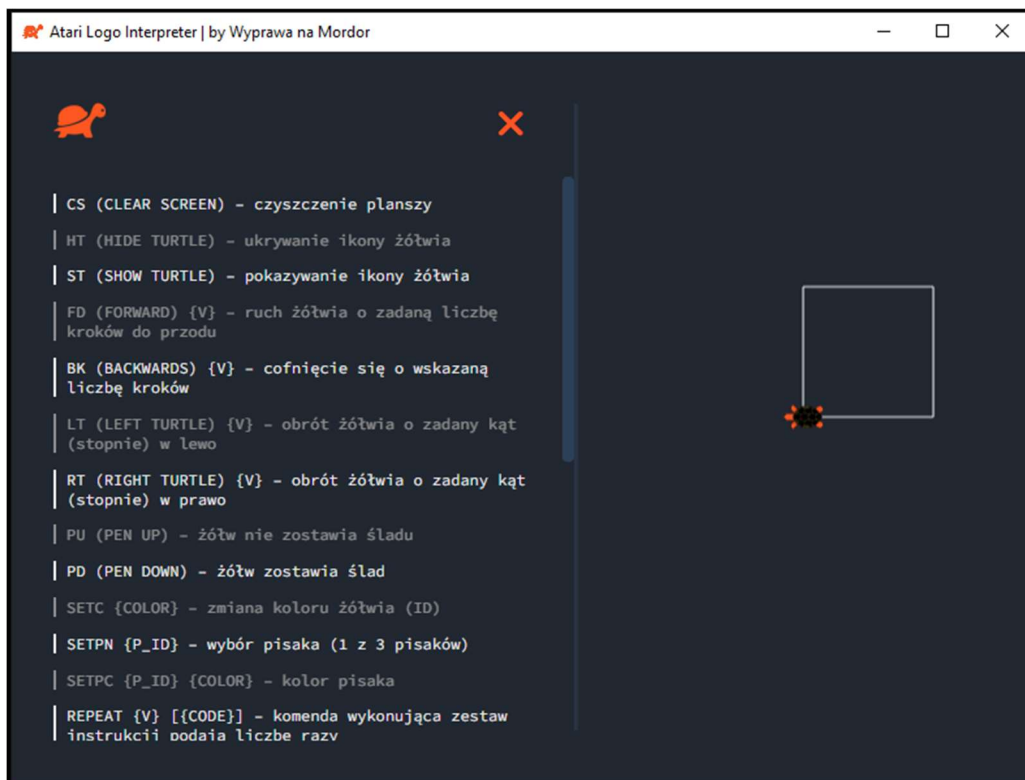 Atari Logo Interpreter | by Wyprawa na Mordor
CS (CLEAR SCREEN) – czyszczenie planszy
HT (HIDE TURTLE) – ukrywanie ikony żółwia
ST (SHOW TURTLE) – pokazywanie ikony żółwia
FD (FORWARD) {V} – ruch żółwia o zadaną liczbę
kroków do przodu
BK (BACKWARDS) {V} – cofnięcie się o wskazaną
liczbę kroków
LT (LEFT TURTLE) {V} – obrót żółwia o zadany kąt
(stopnie) w lewo
RT (RIGHT TURTLE) {V} – obrót żółwia o zadany kąt
(stopnie) w prawo
PU (PEN UP) – żółw nie zostawia śladu
PD (PEN DOWN) – żółw zostawia ślad
SETC {COLOR} – zmiana koloru żółwia (ID)
SETPN {P_ID} – wybór pisaka (1 z 3 pisaków)
SETPC {P_ID} {COLOR} – kolor pisaka
REPEAT {V} [{CODE}] – komenda wykonująca zestaw
instrukcji podają liczbę razy